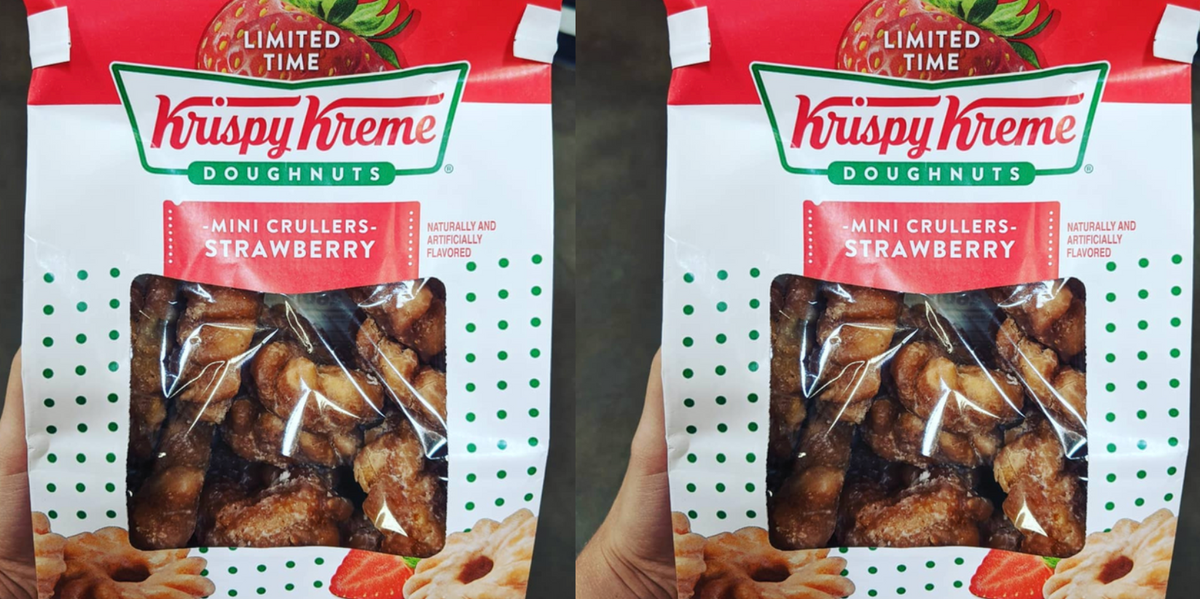 LIMITED
TIME
Krispy Kreme
DOUGHNUTS
®
-MINI CRULLERS-
STRAWBERRY
NATURALLY AND
ARTIFICIALLY
FLAVORED
LIMITED
TIME
Krispy Kreme
DOUGHNUTS
®
-MINI CRULLERS-
STRAWBERRY
NATURALLY AND
ARTIFICIALLY
FLAVORED